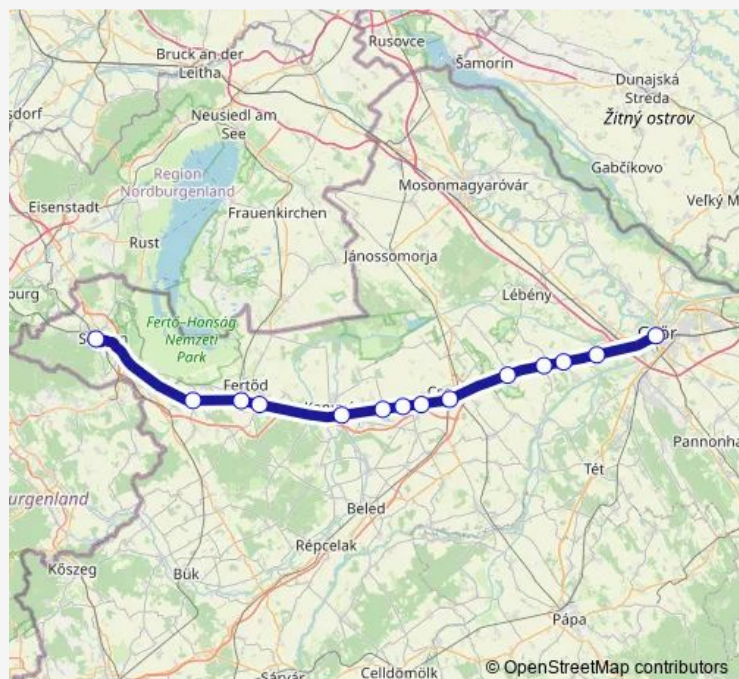 Rusovce
Bruck an der
Leitha
Šamorín
Dunajská
Streda
sdorf
Neusiedl am
See
Žitný ostrov
Gabčíkovo
Region
Nordburgenland
Mosonmagyaróvár
Eisenstadt
Frauenkirchen
Veľký M
Rust
Jánossomorja
burg
Lébény
Fertő-Hanság
Nemzeti
Park
Fertőd
Tét
Pannonha
urgenland
Beled
Répcelak
Kőszeg
Bük
Pápa
Sárvár
Celldömölk
© OpenStreetMap contributors